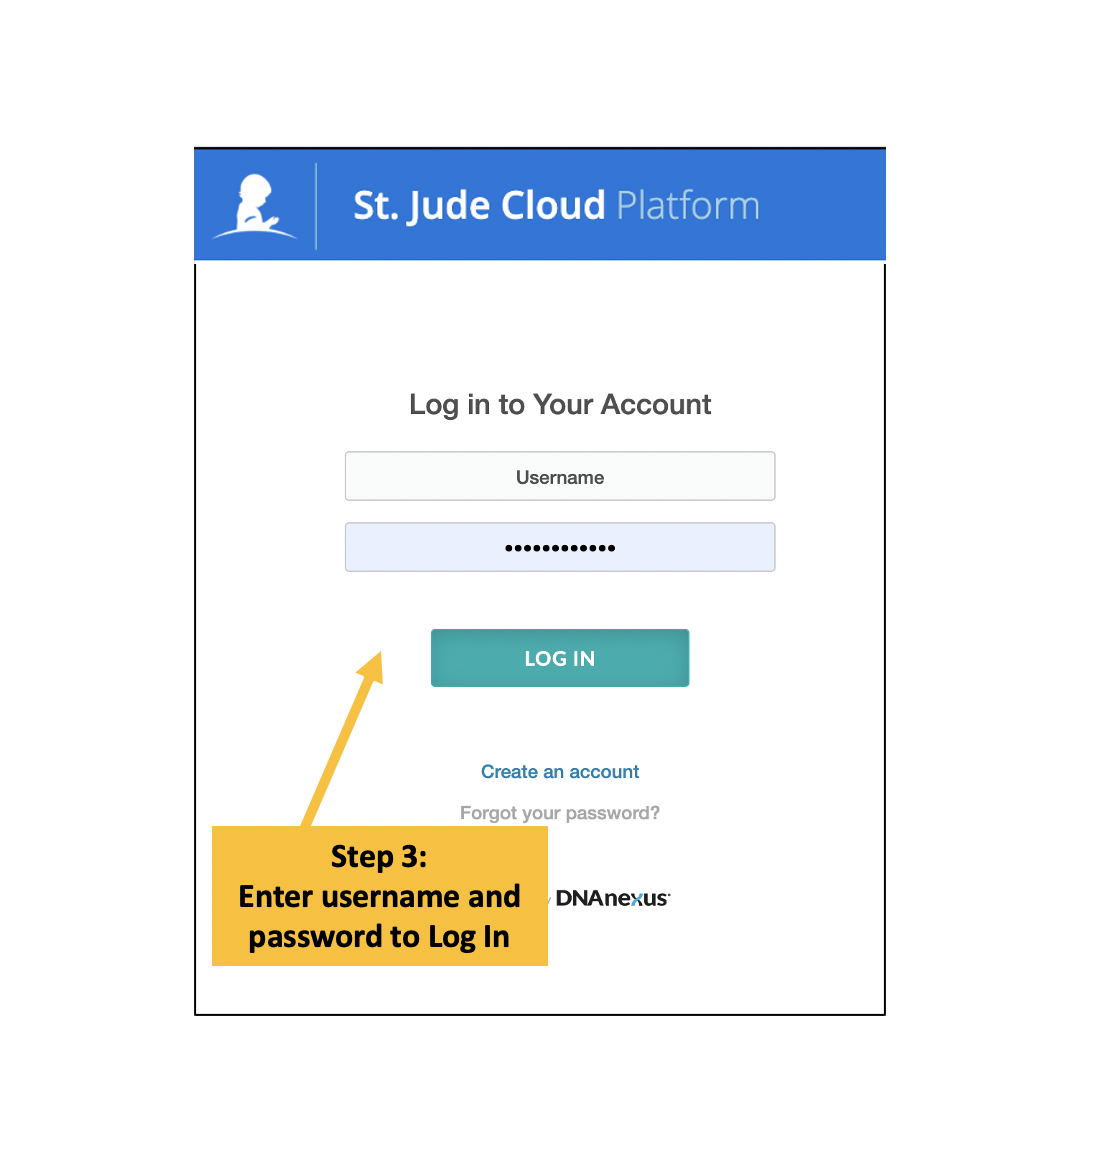 St. Jude Cloud Platform
Log in to Your Account
Username
••••••••••••
LOG IN
Create an account
Forgot your password?
Step 3:
Enter username and
password to Log In
DNAnexus